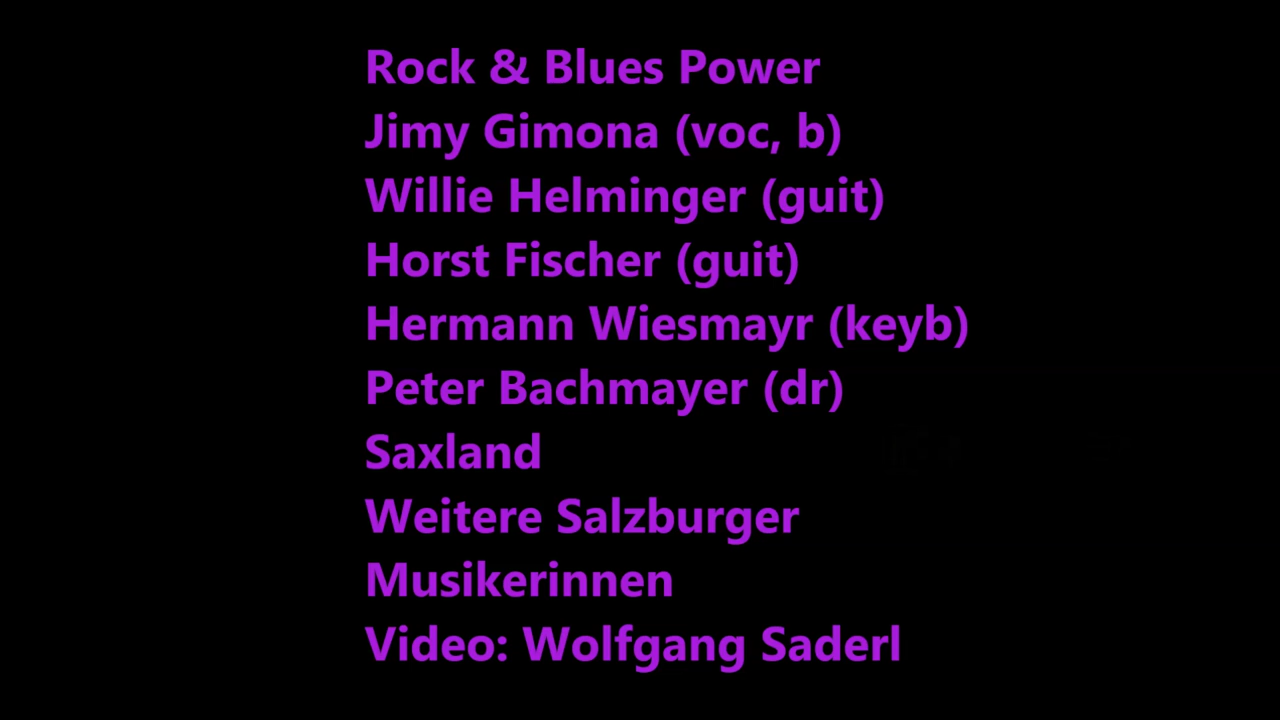 Rock & Blues Power
Jimy Gimona (voc, b)
Willie Helminger (guit)
Horst Fischer (guit)
Hermann Wiesmayr (keyb)
Peter Bachmayer (dr)
Saxland
Weitere Salzburger
Musikerinnen
Video: Wolfgang Saderl